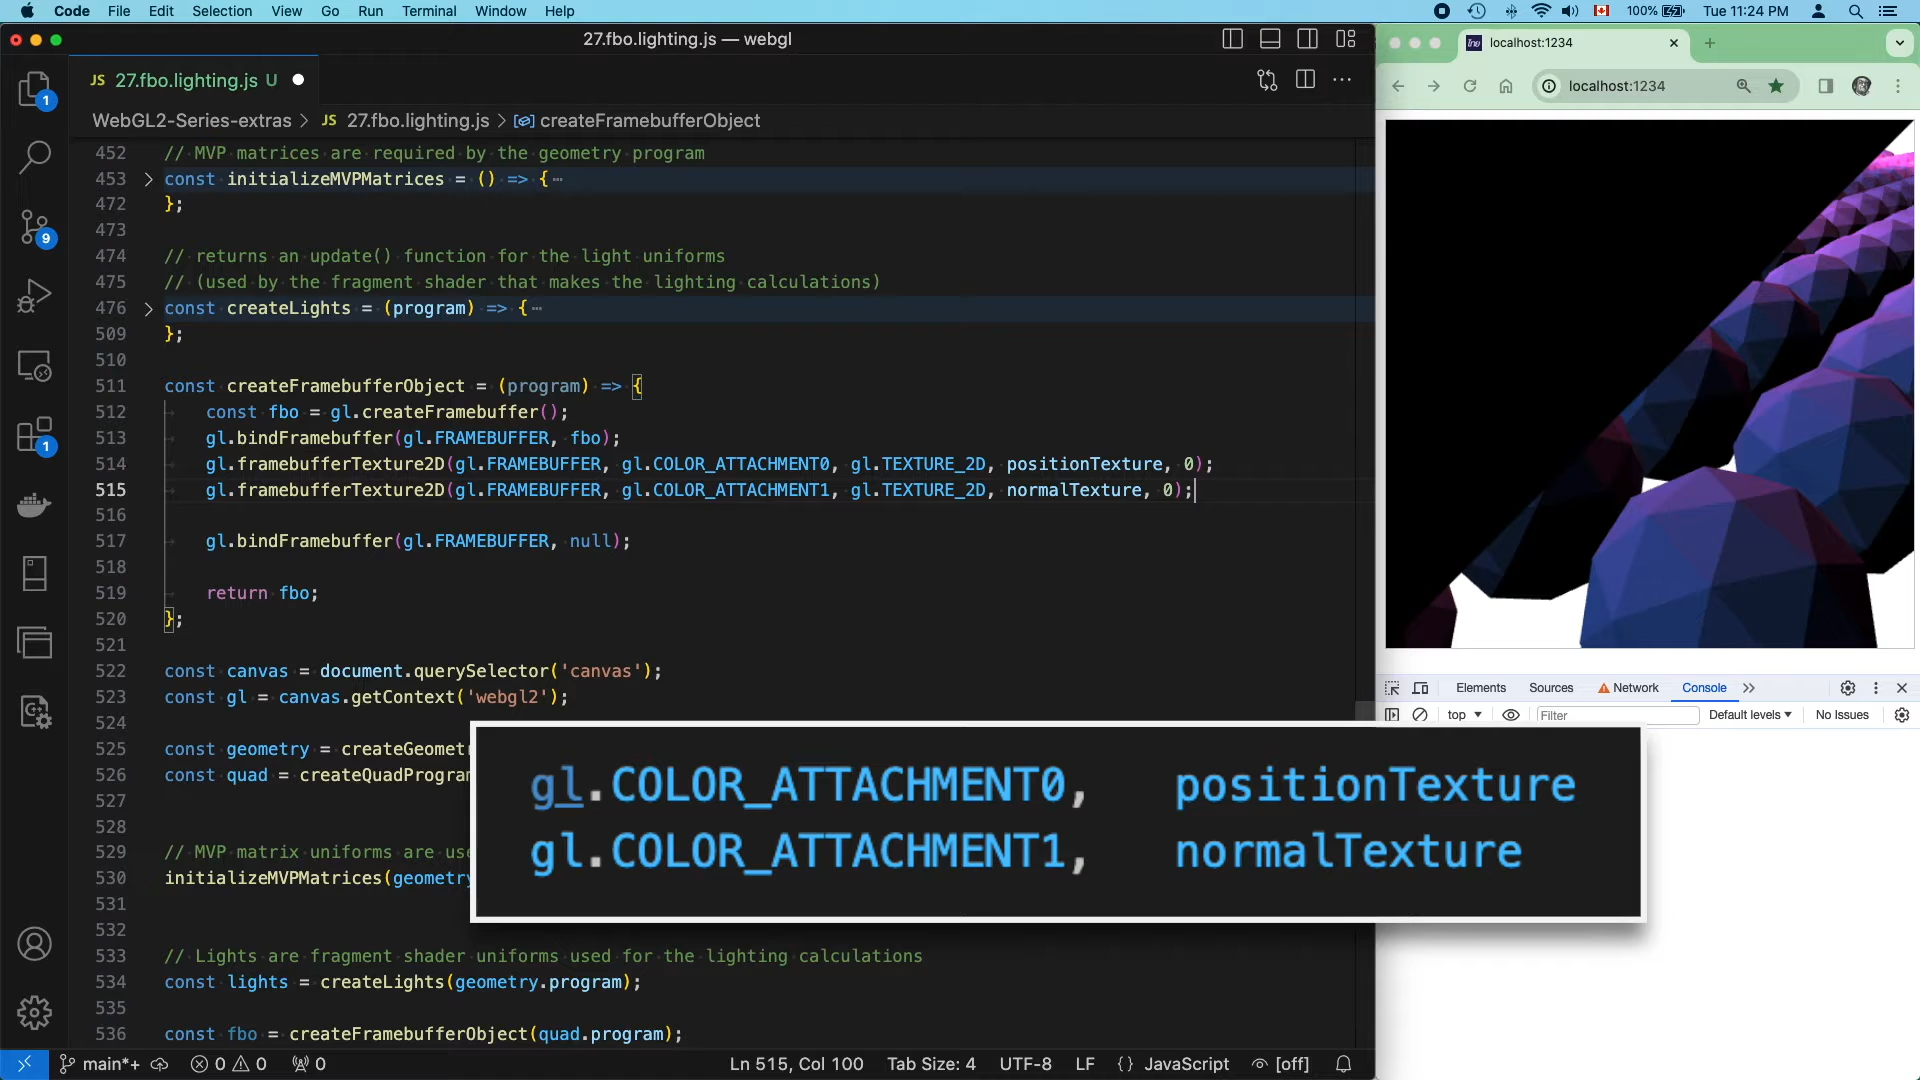 Code File Edit Selection View Go Run Terminal Window Help 100% Tue 11:24 PM
27.fbo.lighting.js — webgl
localhost:1234
JS 27.fbo.lighting.js U
localhost:1234
WebGL2-Series-extras > JS 27.fbo.lighting.js > createFramebufferObject
452 // MVP matrices are required by the geometry program
453 const initializeMVPMatrices = () => {⋯
472 };
473
474 // returns an update() function for the light uniforms
475 // (used by the fragment shader that makes the lighting calculations)
476 const createLights = (program) => {⋯
509 };
510
511 const createFramebufferObject = (program) => {
512 const fbo = gl.createFramebuffer();
513 gl.bindFramebuffer(gl.FRAMEBUFFER, fbo);
514 gl.framebufferTexture2D(gl.FRAMEBUFFER, gl.COLOR_ATTACHMENT0, gl.TEXTURE_2D, positionTexture, 0);
515 gl.framebufferTexture2D(gl.FRAMEBUFFER, gl.COLOR_ATTACHMENT1, gl.TEXTURE_2D, normalTexture, 0);
516
517 gl.bindFramebuffer(gl.FRAMEBUFFER, null);
518
519 return fbo;
520 };
521
522 const canvas = document.querySelector('canvas');
523 const gl = canvas.getContext('webgl2');
524
525 const geometry = createGeomet
526 const quad = createQuadProgram
527
528
529 // MVP matrix uniforms are use
530 initializeMVPMatrices(geometry
531
532
533 // Lights are fragment shader uniforms used for the lighting calculations
534 const lights = createLights(geometry.program);
535
536 const fbo = createFramebufferObject(quad.program);
gl.COLOR_ATTACHMENT0, positionTexture
gl.COLOR_ATTACHMENT1, normalTexture
Elements Sources Network Console
top Filter Default levels No Issues
1
9
1
main*+ 0 0 0 Ln 515, Col 100 Tab Size: 4 UTF-8 LF {} JavaScript [off]